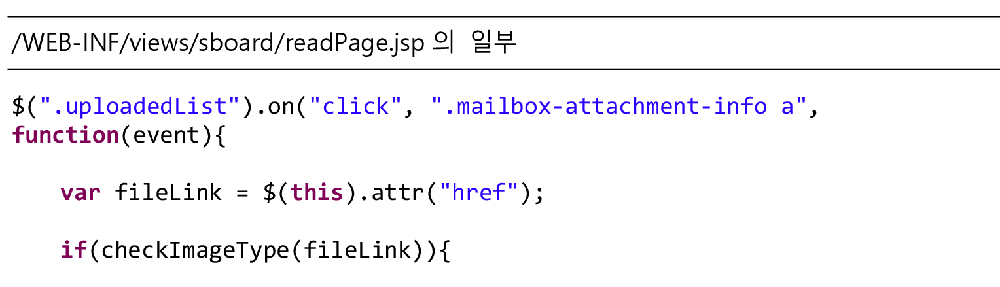 /WEB-INF/views/sboard/readPage.jsp 의 일부
$(".uploadedList").on("click", ".mailbox-attachment-info a",
function(event){
var fileLink = $(this).attr("href");
if(checkImageType(fileLink)){